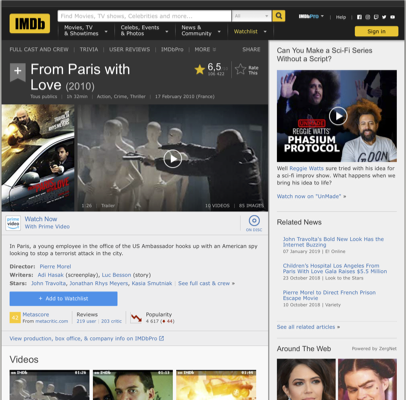 IMDb
Find Movies, TV shows, Celebrities and more...
All
IMDbPro
Help
Movies, TV
& Showtimes
Celebs, Events
& Photos
News &
Community
Watchlist
Sign in
FULL CAST AND CREW | TRIVIA | USER REVIEWS | IMDbPro | MORE
SHARE
From Paris with
Love (2010)
6,5
Rate
This
Tous publics | 1h 32min | Action, Crime, Thriller | 17 February 2010 (France)
1:26 | Trailer
10 VIDEOS | 85 IMAGES
prime
video
Watch Now
With Prime Video
ON DISC
In Paris, a young employee in the office of the US Ambassador hooks up with an American spy
looking to stop a terrorist attack in the city.
Director: Pierre Morel
Writers: Adi Hasak (screenplay), Luc Besson (story)
Stars: John Travolta, Jonathan Rhys Meyers, Kasia Smutniak | See full cast & crew »
+ Add to Watchlist
42
Metascore
From metacritic.com
Reviews
219 user | 203 critic
Popularity
4 617 (♦ 44)
View production, box office, & company info on IMDbPro
Videos
IMDb
Can You Make a Sci-Fi Series
Without a Script?
REGGIE WATTS'
PHASIUM
PROTOCOL
Well Reggie Watts sure tried with his idea for
a sci-fi improv show. What happens when we
bring his idea to life?
Watch now on "UnMade" »
Related News
John Travolta's Bold New Look Has the
Internet Buzzing
07 January 2019 | E! Online
Children's Hospital Los Angeles From
Paris With Love Gala Raises $5.5 Million
23 October 2018 | Look to the Stars
Pierre Morel to Direct French Prison
Escape Movie
10 October 2018 | Variety
See all related articles »
Around The Web
Powered by ZergNet